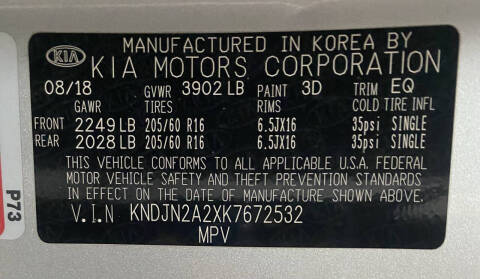 MANUFACTURED IN KOREA BY
KIA KIA MOTORS CORPORATION
08/18 GVWR 3902 LB PAINT 3D TRIM EQ
GAWR TIRES RIMS COLD TIRE INFL
FRONT 2249 LB 205/60 R16 6.5JX16 35psi SINGLE
REAR 2028 LB 205/60 R16 6.5JX16 35psi SINGLE
THIS VEHICLE CONFORMS TO ALL APPLICABLE U.S.A. FEDERAL
MOTOR VEHICLE SAFETY AND THEFT PREVENTION STANDARDS
IN EFFECT ON THE DATE OF MANUFACTURE SHOWN ABOVE.
V.I.N KNDJN2A2XK7672532
MPV
P73